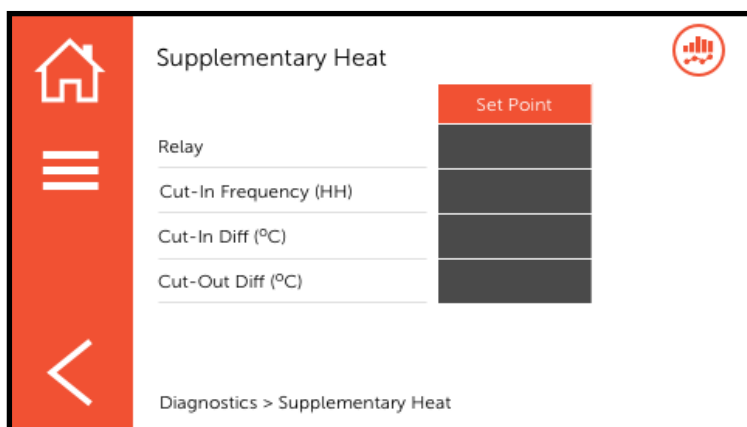 Supplementary Heat
Set Point
Relay
Cut-In Frequency (HH)
Cut-In Diff (ºC)
Cut-Out Diff (ºC)
Diagnostics > Supplementary Heat